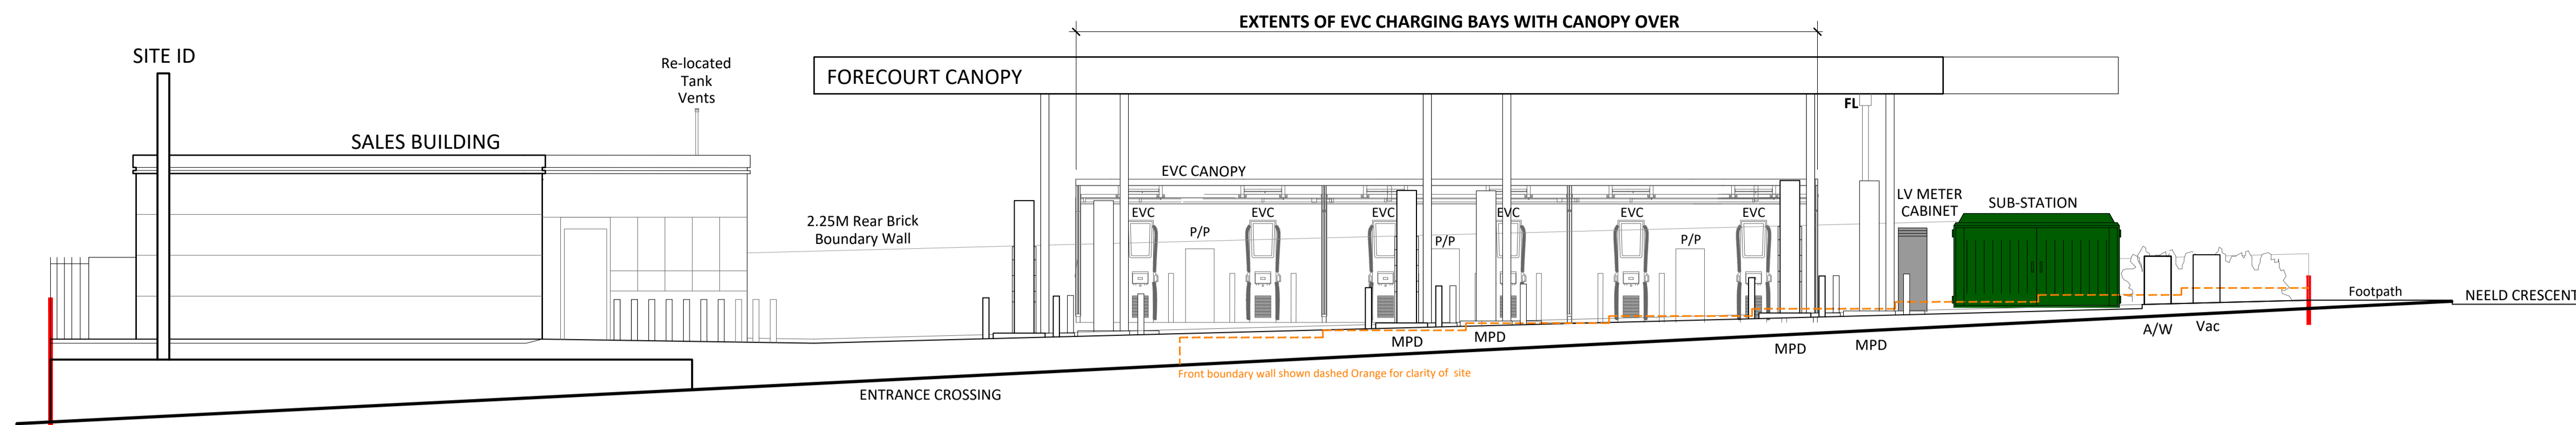 EXTENTS OF EVC CHARGING BAYS WITH CANOPY OVER
SITE ID
Re-located
Tank
Vents
FORECOURT CANOPY
FL
SALES BUILDING
EVC CANOPY
2.25M Rear Brick
Boundary Wall
EVC
EVC
EVC
EVC
EVC
EVC
P/P
P/P
P/P
LV METER
CABINET
SUB-STATION
Footpath
NEELD CRESCENT
MPD
MPD
MPD
MPD
A/W
Vac
Front boundary wall shown dashed Orange for clarity of site
ENTRANCE CROSSING